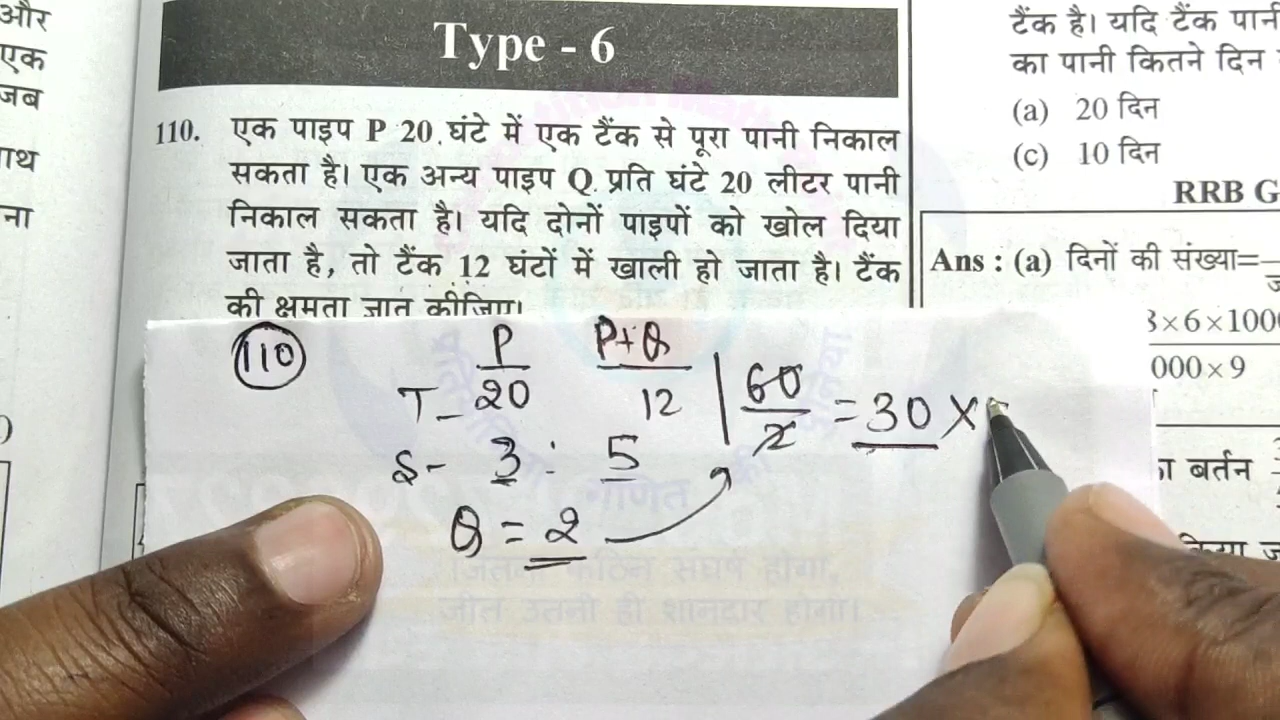 और
एक
जब
ाथ
ना
Type - 6
110. एक पाइप P 20 घंटे में एक टैंक से पूरा पानी निकाल
सकता है। एक अन्य पाइप Q प्रति घंटे 20 लीटर पानी
निकाल सकता है। यदि दोनों पाइपों को खोल दिया
जाता है, तो टैंक 12 घंटों में खाली हो जाता है। टैंक
की क्षमता ज्ञात कीजिए।
110
P P+Q
T - 20 12
S - 3 : 5
Q = 2
60/2 = 30 ×
जितना कठिन संघर्ष होगा,
जीत उतनी ही शानदार होगी।
टैंक है। यदि टैंक पानी
का पानी कितने दिन
(a) 20 दिन
(c) 10 दिन
RRB G
Ans : (a) दिनों की संख्या=
3×6×1000
000×9
का बर्तन